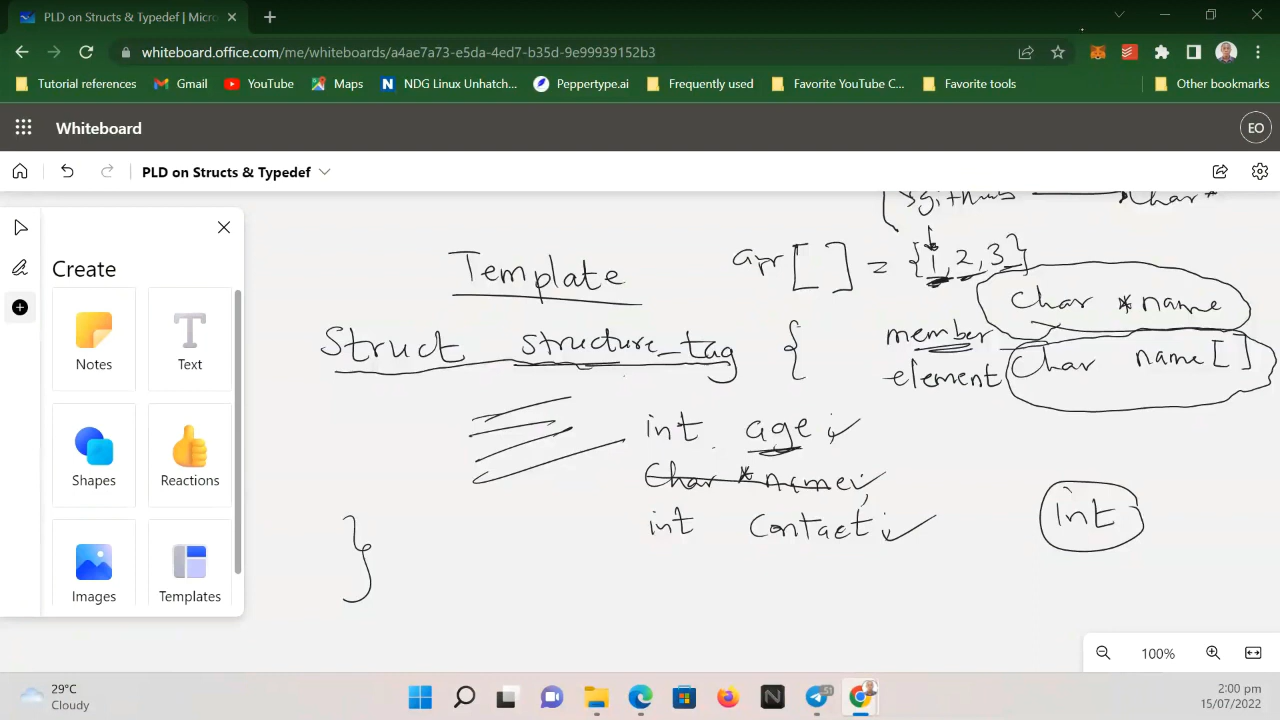 PLD on Structs & Typedef | Micro
whiteboard.office.com/me/whiteboards/a4ae7a73-e5da-4ed7-b35d-9e99939152b3
Tutorial references
Gmail
YouTube
Maps
NDG Linux Unhatch...
Peppertype.ai
Frequently used
Favorite YouTube C...
Favorite tools
Other bookmarks
Whiteboard
EO
PLD on Structs & Typedef
Create
Notes
Text
Shapes
Reactions
Images
Templates
github char*
Template
arr [ ] = {1, 2, 3}
char *name
Struct structure_tag {
member
element
char name[]
int age;
Char *name;
int contact;
int
}
100%
29°C
Cloudy
51
2:00 pm
15/07/2022